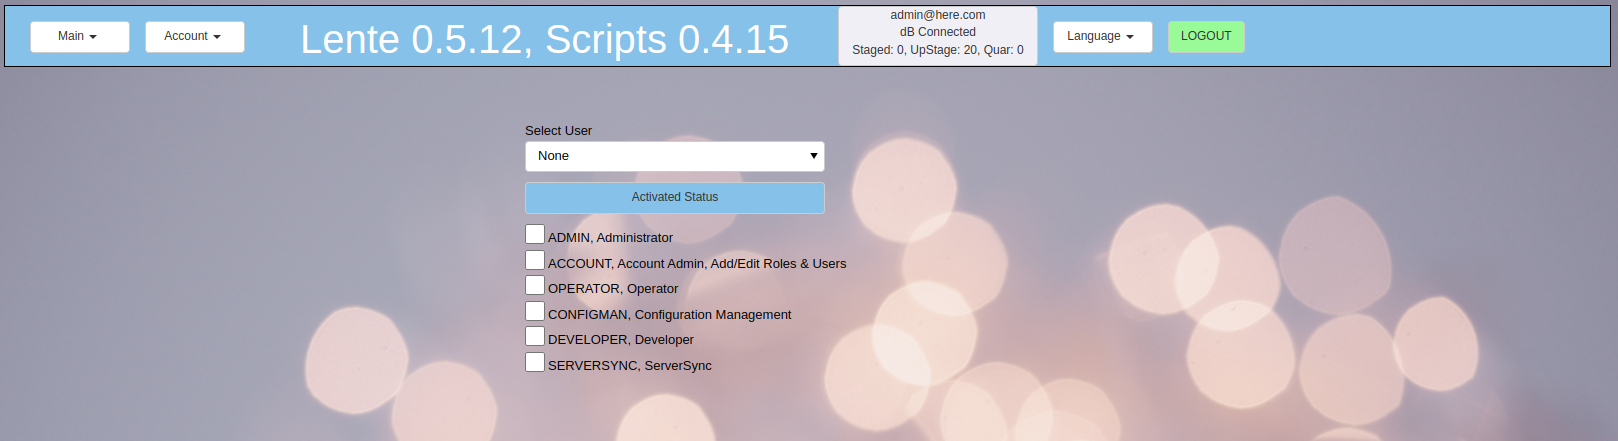 Main
Account
Lente 0.5.12, Scripts 0.4.15
admin@here.com
dB Connected
Staged: 0, UpStage: 20, Quar: 0
Language
LOGOUT
Select User
None
Activated Status
ADMIN, Administrator
ACCOUNT, Account Admin, Add/Edit Roles & Users
OPERATOR, Operator
CONFIGMAN, Configuration Management
DEVELOPER, Developer
SERVERSYNC, ServerSync